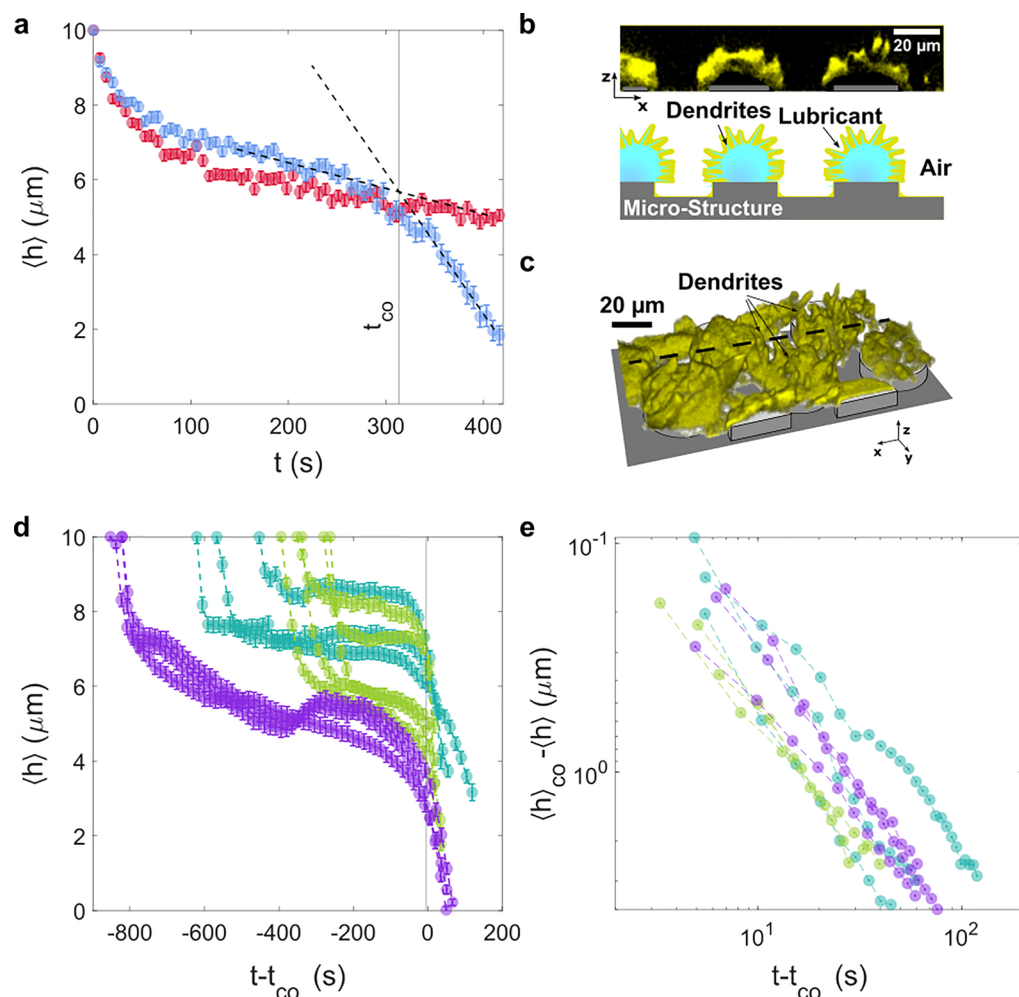 a
10
8
6
4
2
0
⟨h⟩ (μm)
t_co
0
100
200
300
400
t (s)
b
20 μm
z
x
Dendrites
Lubricant
Air
Micro-Structure
c
Dendrites
20 μm
z
x
y
d
10
8
6
4
2
0
⟨h⟩ (μm)
-800
-600
-400
-200
0
200
t-t_co (s)
e
10^-1
10^0
⟨h⟩_co-⟨h⟩ (μm)
10^1
10^2
t-t_co (s)